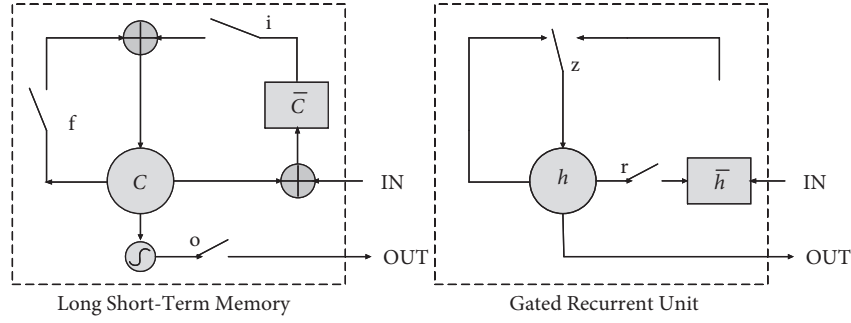 i
C̅
f
C
IN
o
OUT
Long Short-Term Memory
z
h
r
h̅
IN
OUT
Gated Recurrent Unit